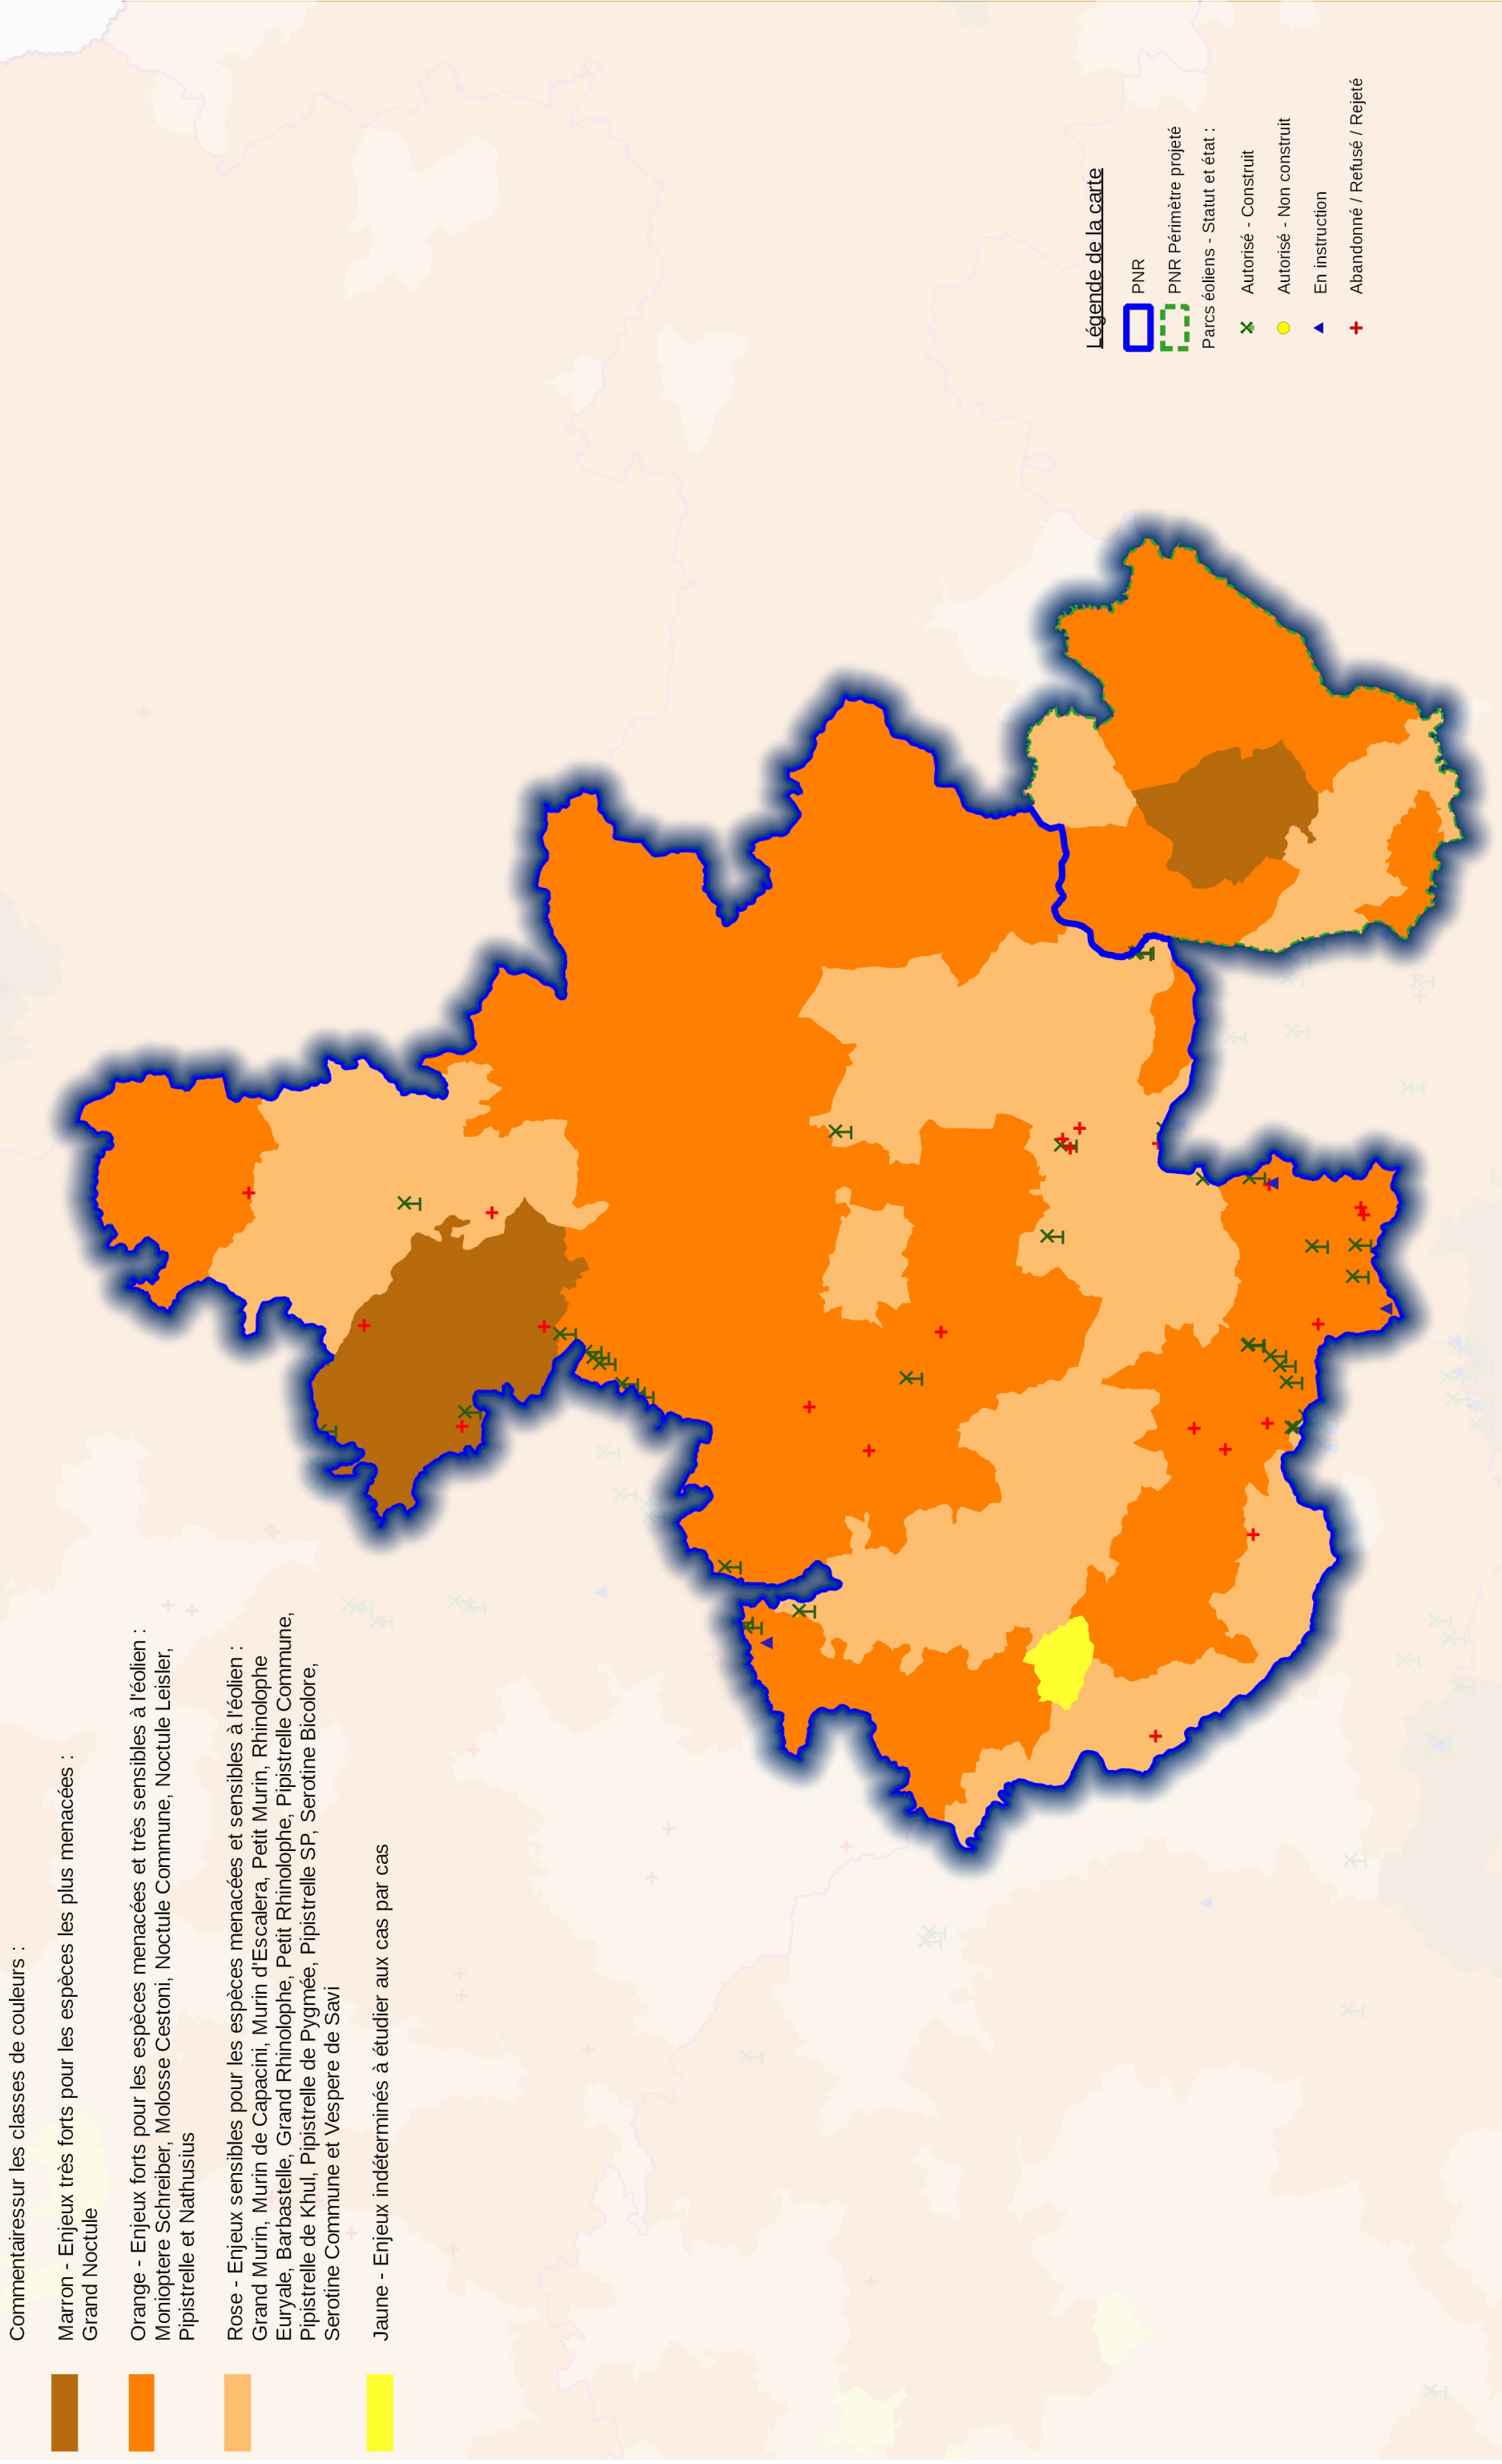 Commentairessur les classes de couleurs :
Marron - Enjeux très forts pour les espèces les plus menacées :
Grand Noctule
Orange - Enjeux forts pour les espèces menacées et très sensibles à l'éolien :
Monioptere Schreiber, Molosse Cestoni, Noctule Commune, Noctule Leisler,
Pipistrelle et Nathusius
Rose - Enjeux sensibles pour les espèces menacées et sensibles à l'éolien :
Grand Murin, Murin de Capacini, Murin d'Escalera, Petit Murin, Rhinolophe
Euryale, Barbastelle, Grand Rhinolophe, Petit Rhinolophe, Pipistrelle Commune,
Pipistrelle de Khul, Pipistrelle de Pygmée, Pipistrelle SP, Serotine Bicolore,
Serotine Commune et Vespere de Savi
Jaune - Enjeux indéterminés à étudier aux cas par cas
Légende de la carte
PNR
PNR Périmètre projeté
Parcs éoliens - Statut et état :
Autorisé - Construit
Autorisé - Non construit
En instruction
Abandonné / Refusé / Rejeté